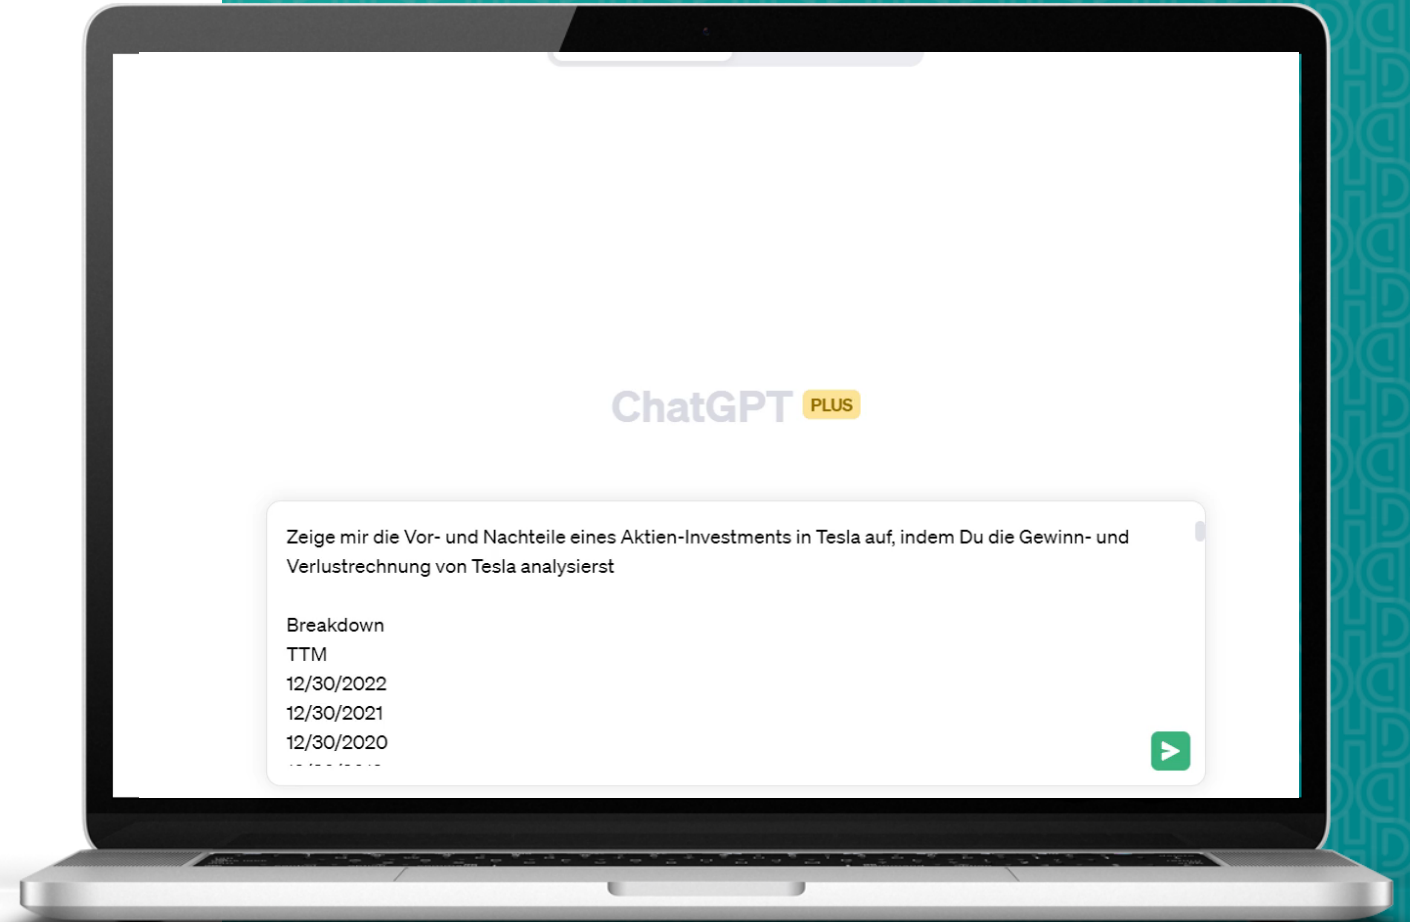 ChatGPT PLUS
Zeige mir die Vor- und Nachteile eines Aktien-Investments in Tesla auf, indem Du die Gewinn- und
Verlustrechnung von Tesla analysierst
Breakdown
TTM
12/30/2022
12/30/2021
12/30/2020